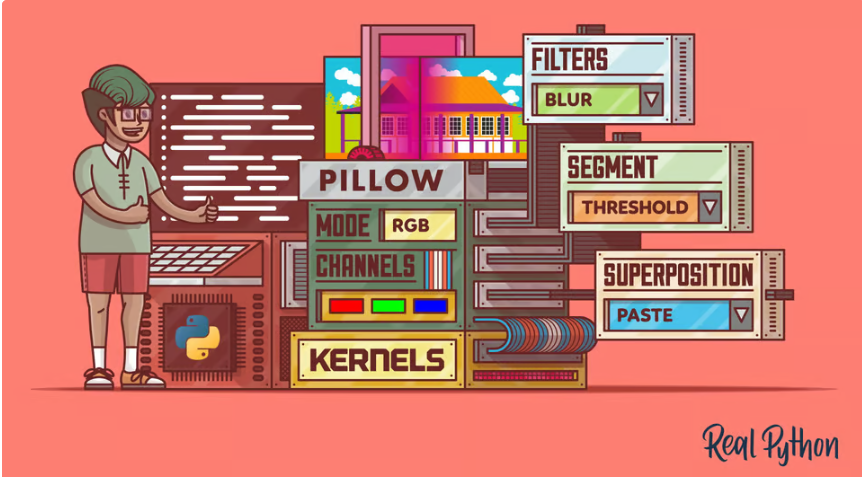 FILTERS
BLUR
SEGMENT
THRESHOLD
PILLOW
MODE RGB
CHANNELS
SUPERPOSITION
PASTE
KERNELS
Real Python